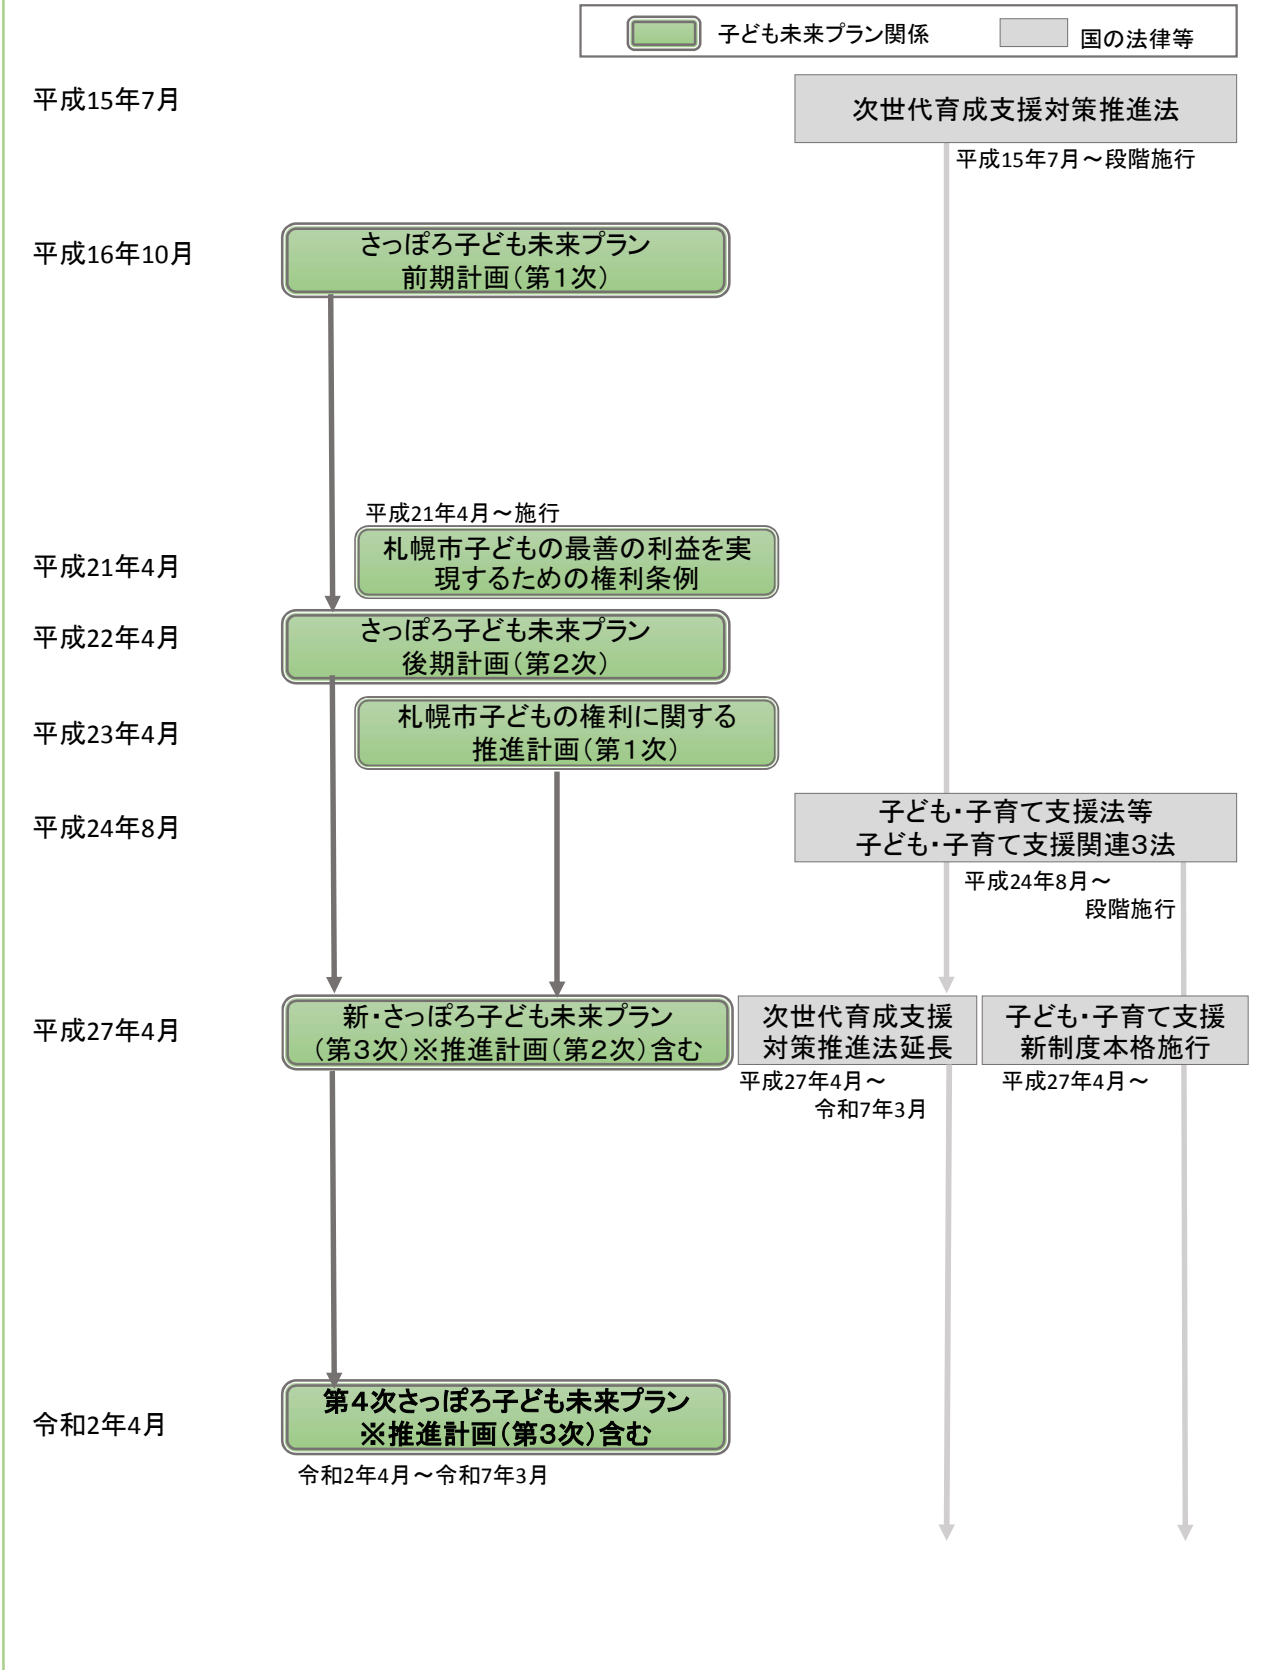 子ども未来プラン関係
国の法律等
平成15年7月
次世代育成支援対策推進法
平成15年7月～段階施行
平成16年10月
さっぽろ子ども未来プラン
前期計画（第１次）
平成21年4月～施行
平成21年4月
札幌市子どもの最善の利益を実
現するための権利条例
平成22年4月
さっぽろ子ども未来プラン
後期計画（第２次）
平成23年4月
札幌市子どもの権利に関する
推進計画（第１次）
平成24年8月
子ども・子育て支援法等
子ども・子育て支援関連３法
平成24年8月～
段階施行
平成27年4月
新・さっぽろ子ども未来プラン
（第３次）※推進計画（第２次）含む
次世代育成支援
対策推進法延長
子ども・子育て支援
新制度本格施行
平成27年4月～
令和7年3月
平成27年4月～
令和2年4月
第４次さっぽろ子ども未来プラン
※推進計画（第３次）含む
令和2年4月～令和7年3月